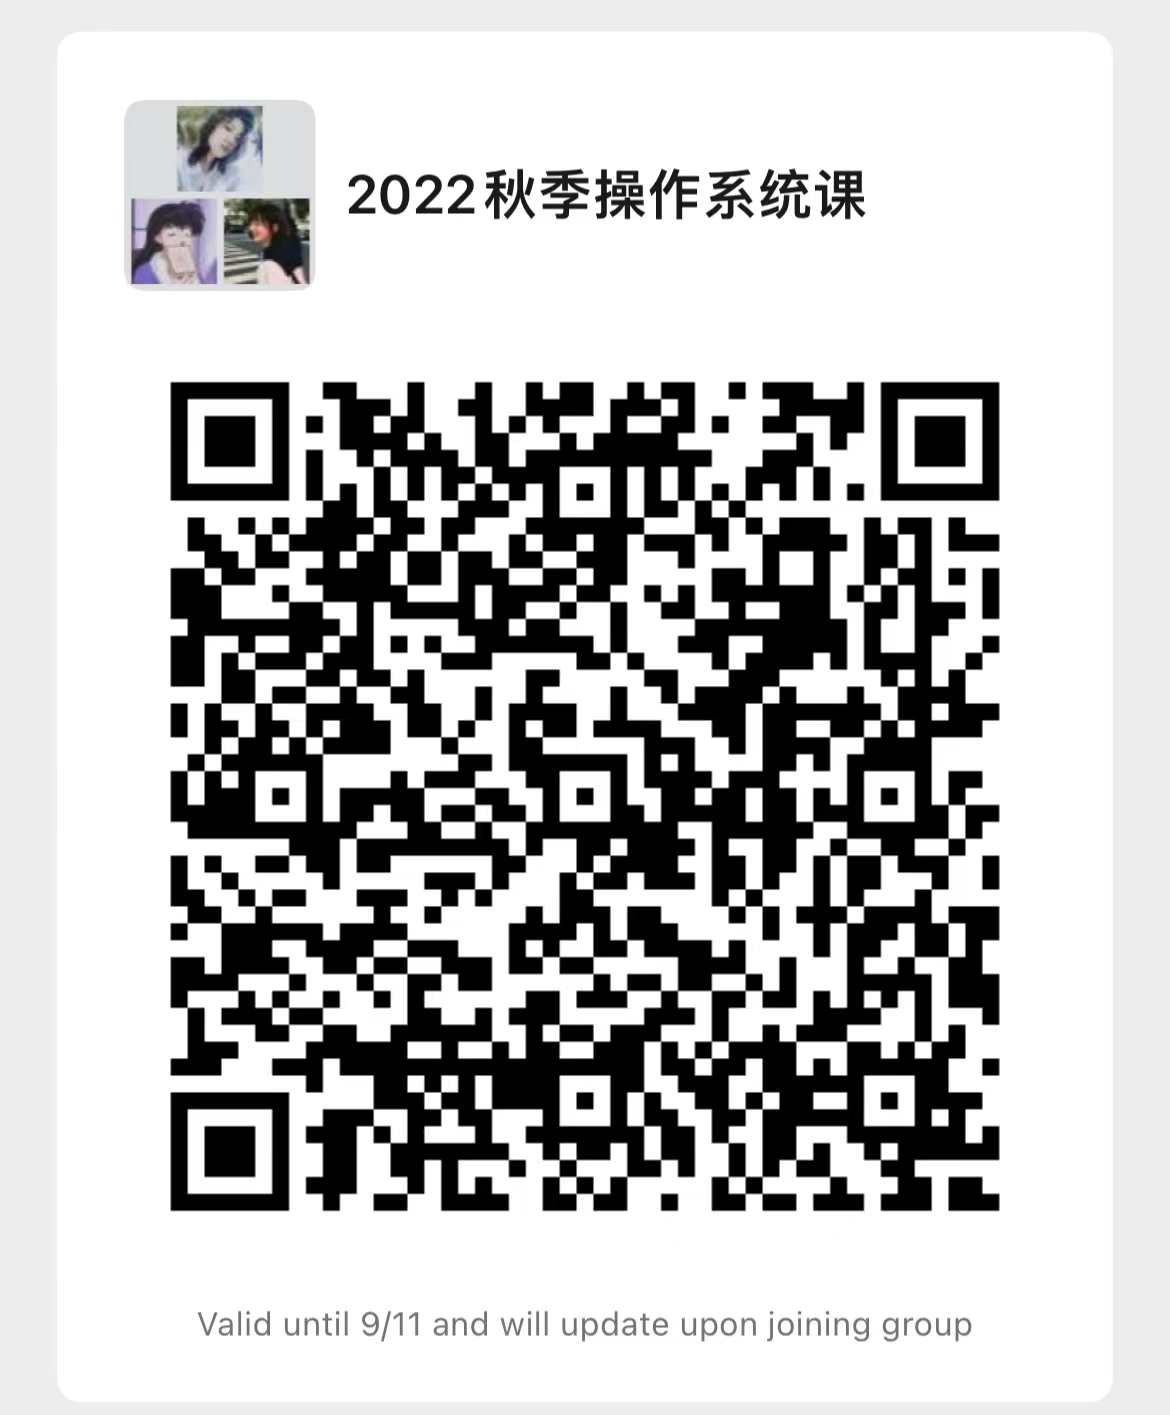 2022秋季操作系统课
Valid until 9/11 and will update upon joining group